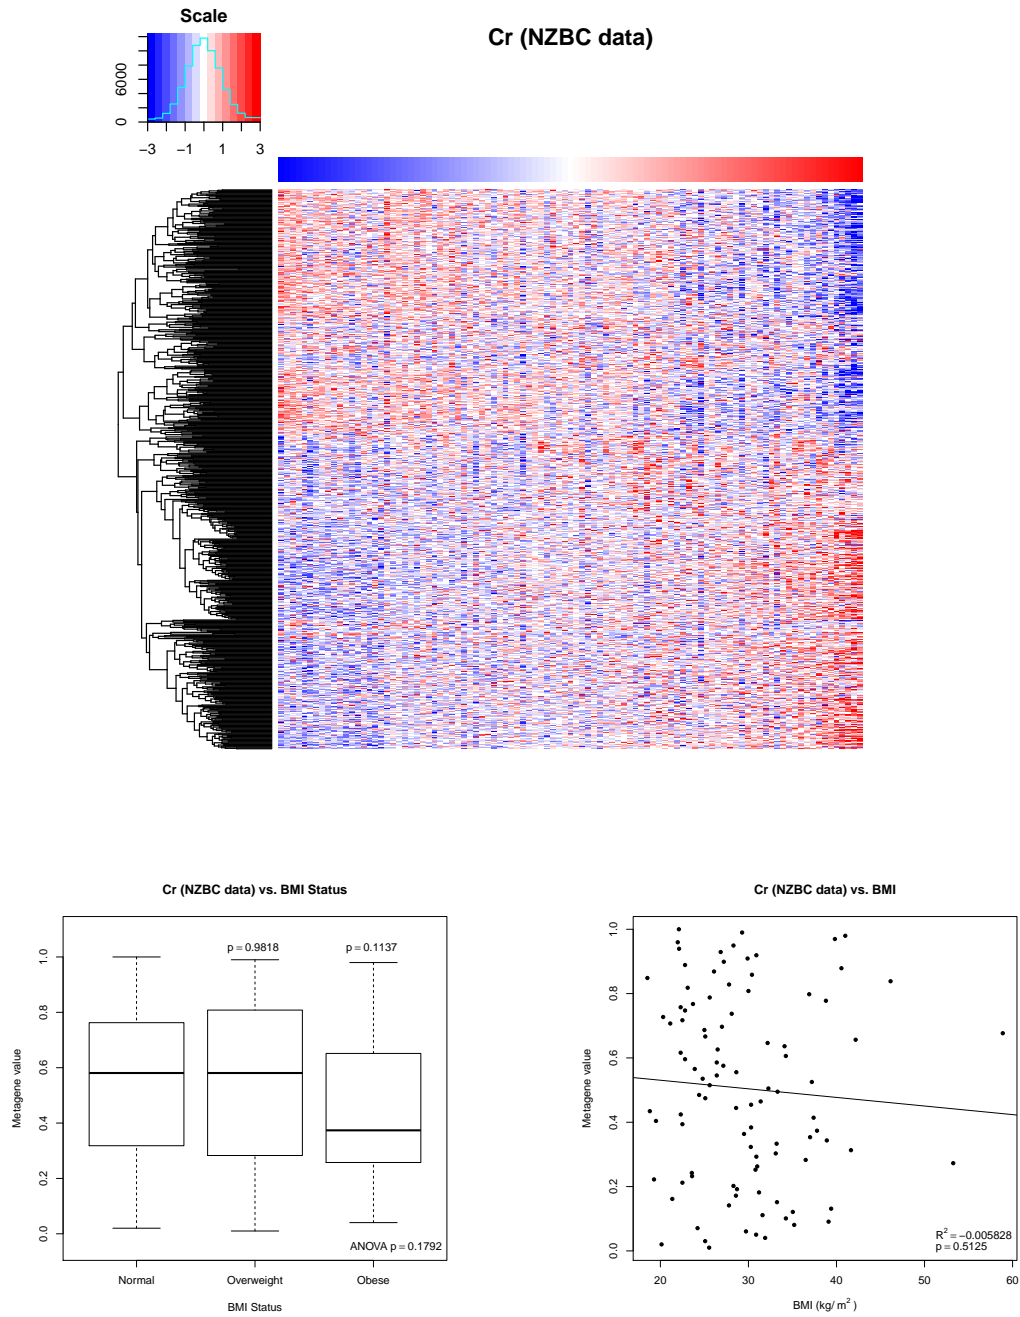 Scale
Cr (NZBC data)
0 6000
−3 −1 1 3
Cr (NZBC data) vs. BMI Status
p = 0.9818
p = 0.1137
Metagene value
0.0 0.2 0.4 0.6 0.8 1.0
ANOVA p = 0.1792
Normal Overweight Obese
BMI Status
Cr (NZBC data) vs. BMI
Metagene value
0.0 0.2 0.4 0.6 0.8 1.0
R² = −0.005828
p = 0.5125
20 30 40 50 60
BMI (kg/ m²)